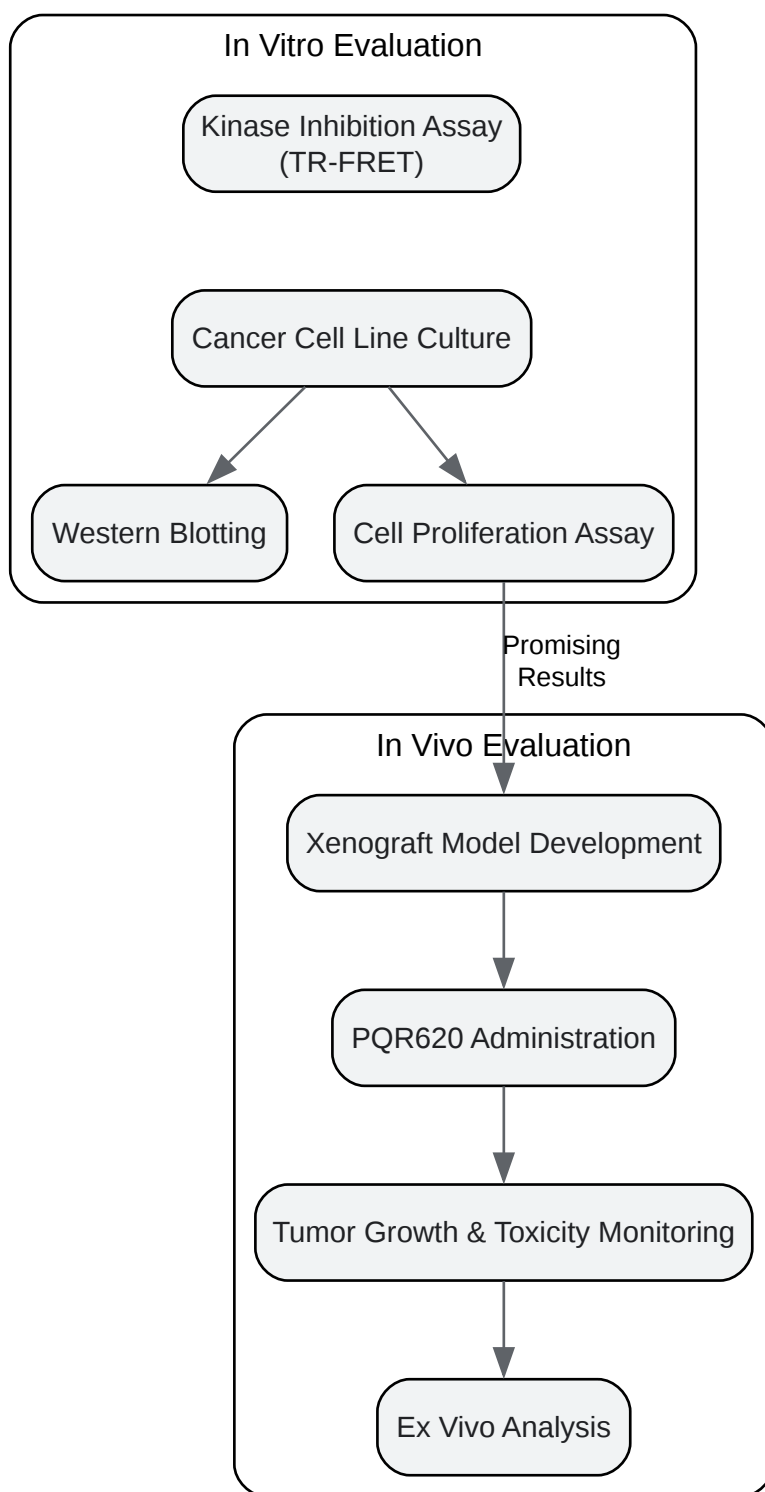 In Vitro Evaluation
Kinase Inhibition Assay
(TR-FRET)
Cancer Cell Line Culture
Western Blotting
Cell Proliferation Assay
Promising
Results
In Vivo Evaluation
Xenograft Model Development
PQR620 Administration
Tumor Growth & Toxicity Monitoring
Ex Vivo Analysis